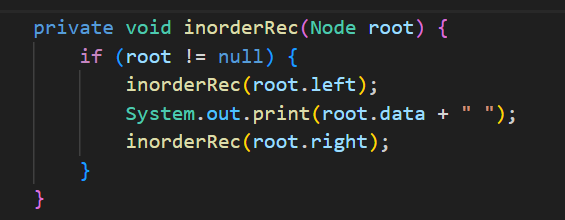 private void inorderRec(Node root) {
    if (root != null) {
        inorderRec(root.left);
        System.out.print(root.data + " ");
        inorderRec(root.right);
    }
}